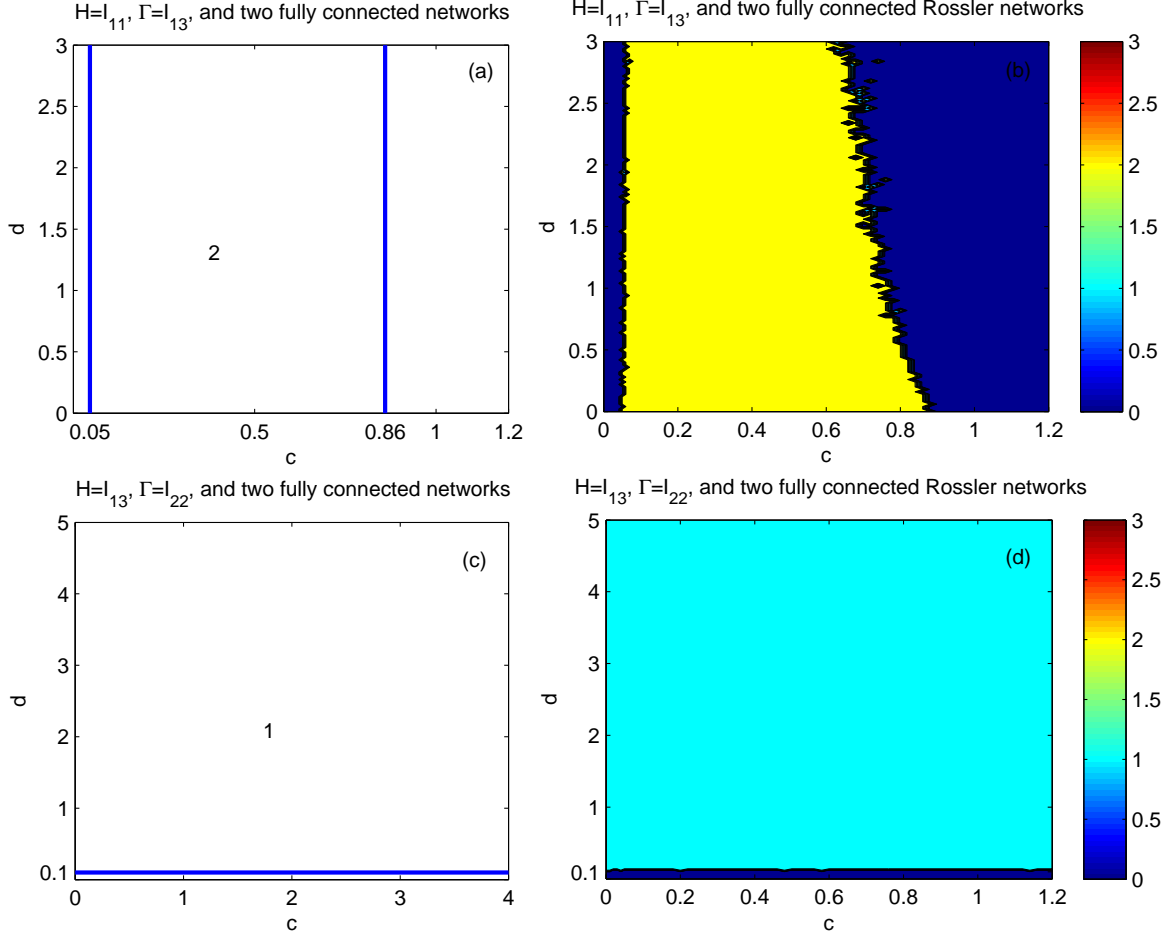 H=I11, Γ=I13, and two fully connected networks
(a)
3
2.5
2
1.5
1
0.5
0
d
2
0.05 0.5 0.86 1 1.2
c
H=I11, Γ=I13, and two fully connected Rossler networks
(b)
3
2.5
2
1.5
1
0.5
0
d
0 0.2 0.4 0.6 0.8 1 1.2
c
3
2.5
2
1.5
1
0.5
0
H=I13, Γ=I22, and two fully connected networks
(c)
5
4
3
2
1
0.1
d
1
0 1 2 3 4
c
H=I13, Γ=I22, and two fully connected Rossler networks
(d)
5
4
3
2
1
0.1
d
0 0.2 0.4 0.6 0.8 1 1.2
c
3
2.5
2
1.5
1
0.5
0